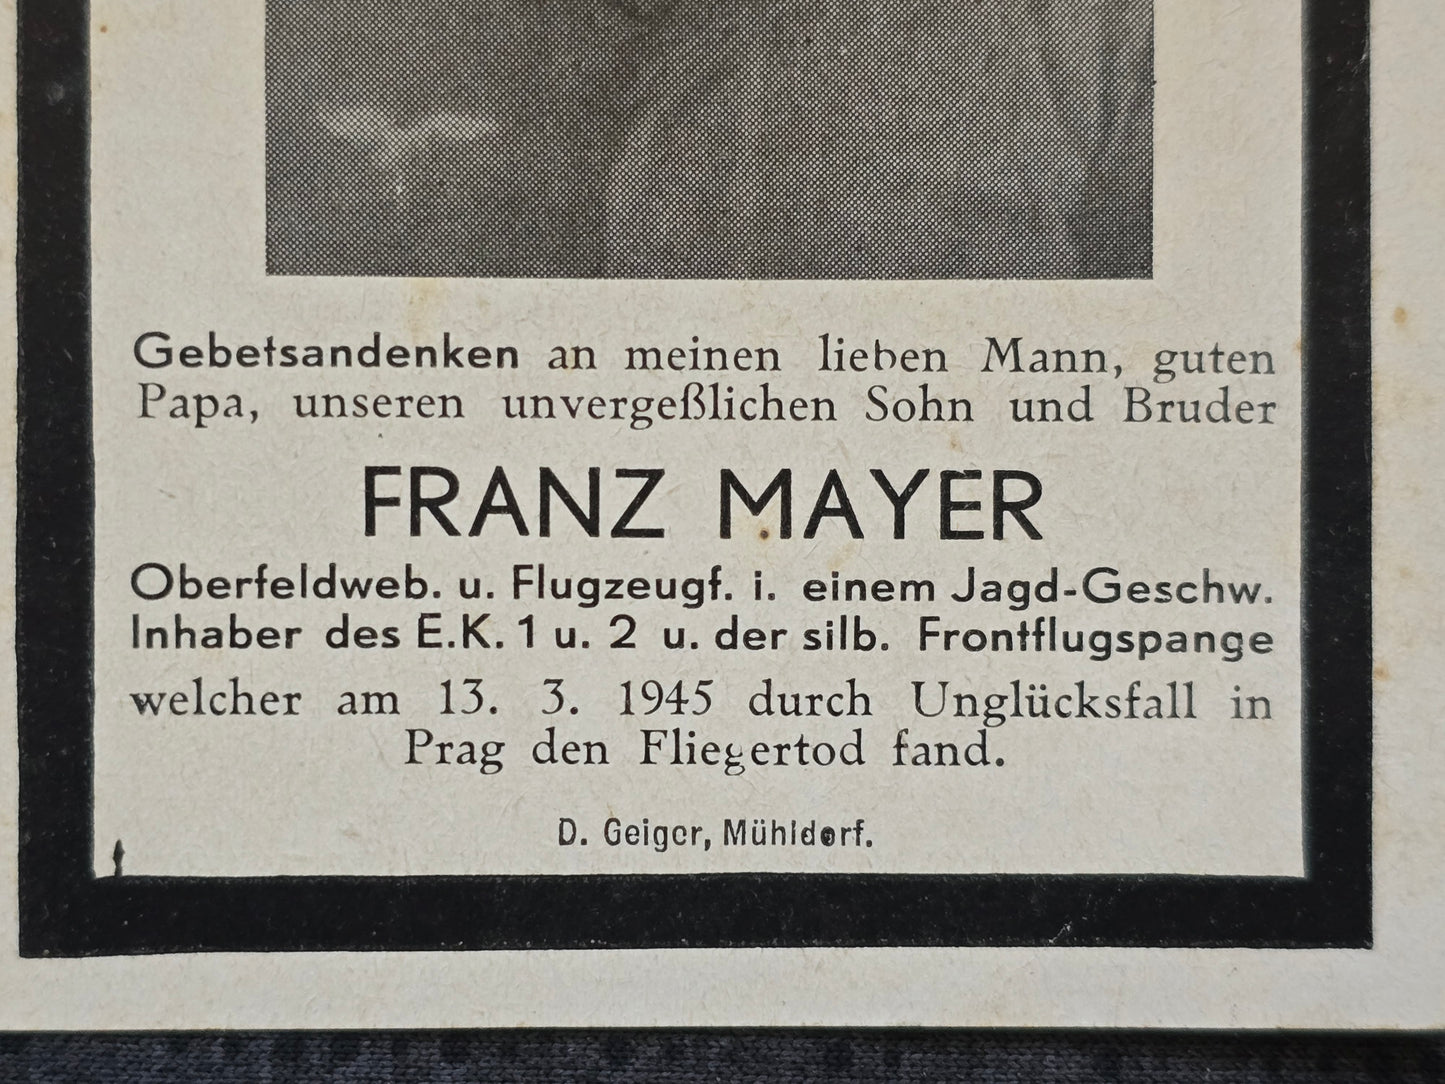 Gebetsandenken an meinen lieben Mann, guten
Papa, unseren unvergeßlichen Sohn und Bruder
FRANZ MAYER
Oberfeldweb. u. Flugzeugf. i. einem Jagd-Geschw.
Inhaber des E.K. 1 u. 2 u. der silb. Frontflugspange
welcher am 13. 3. 1945 durch Unglücksfall in
Prag den Fliegertod fand.
D. Geiger, Mühldorf.